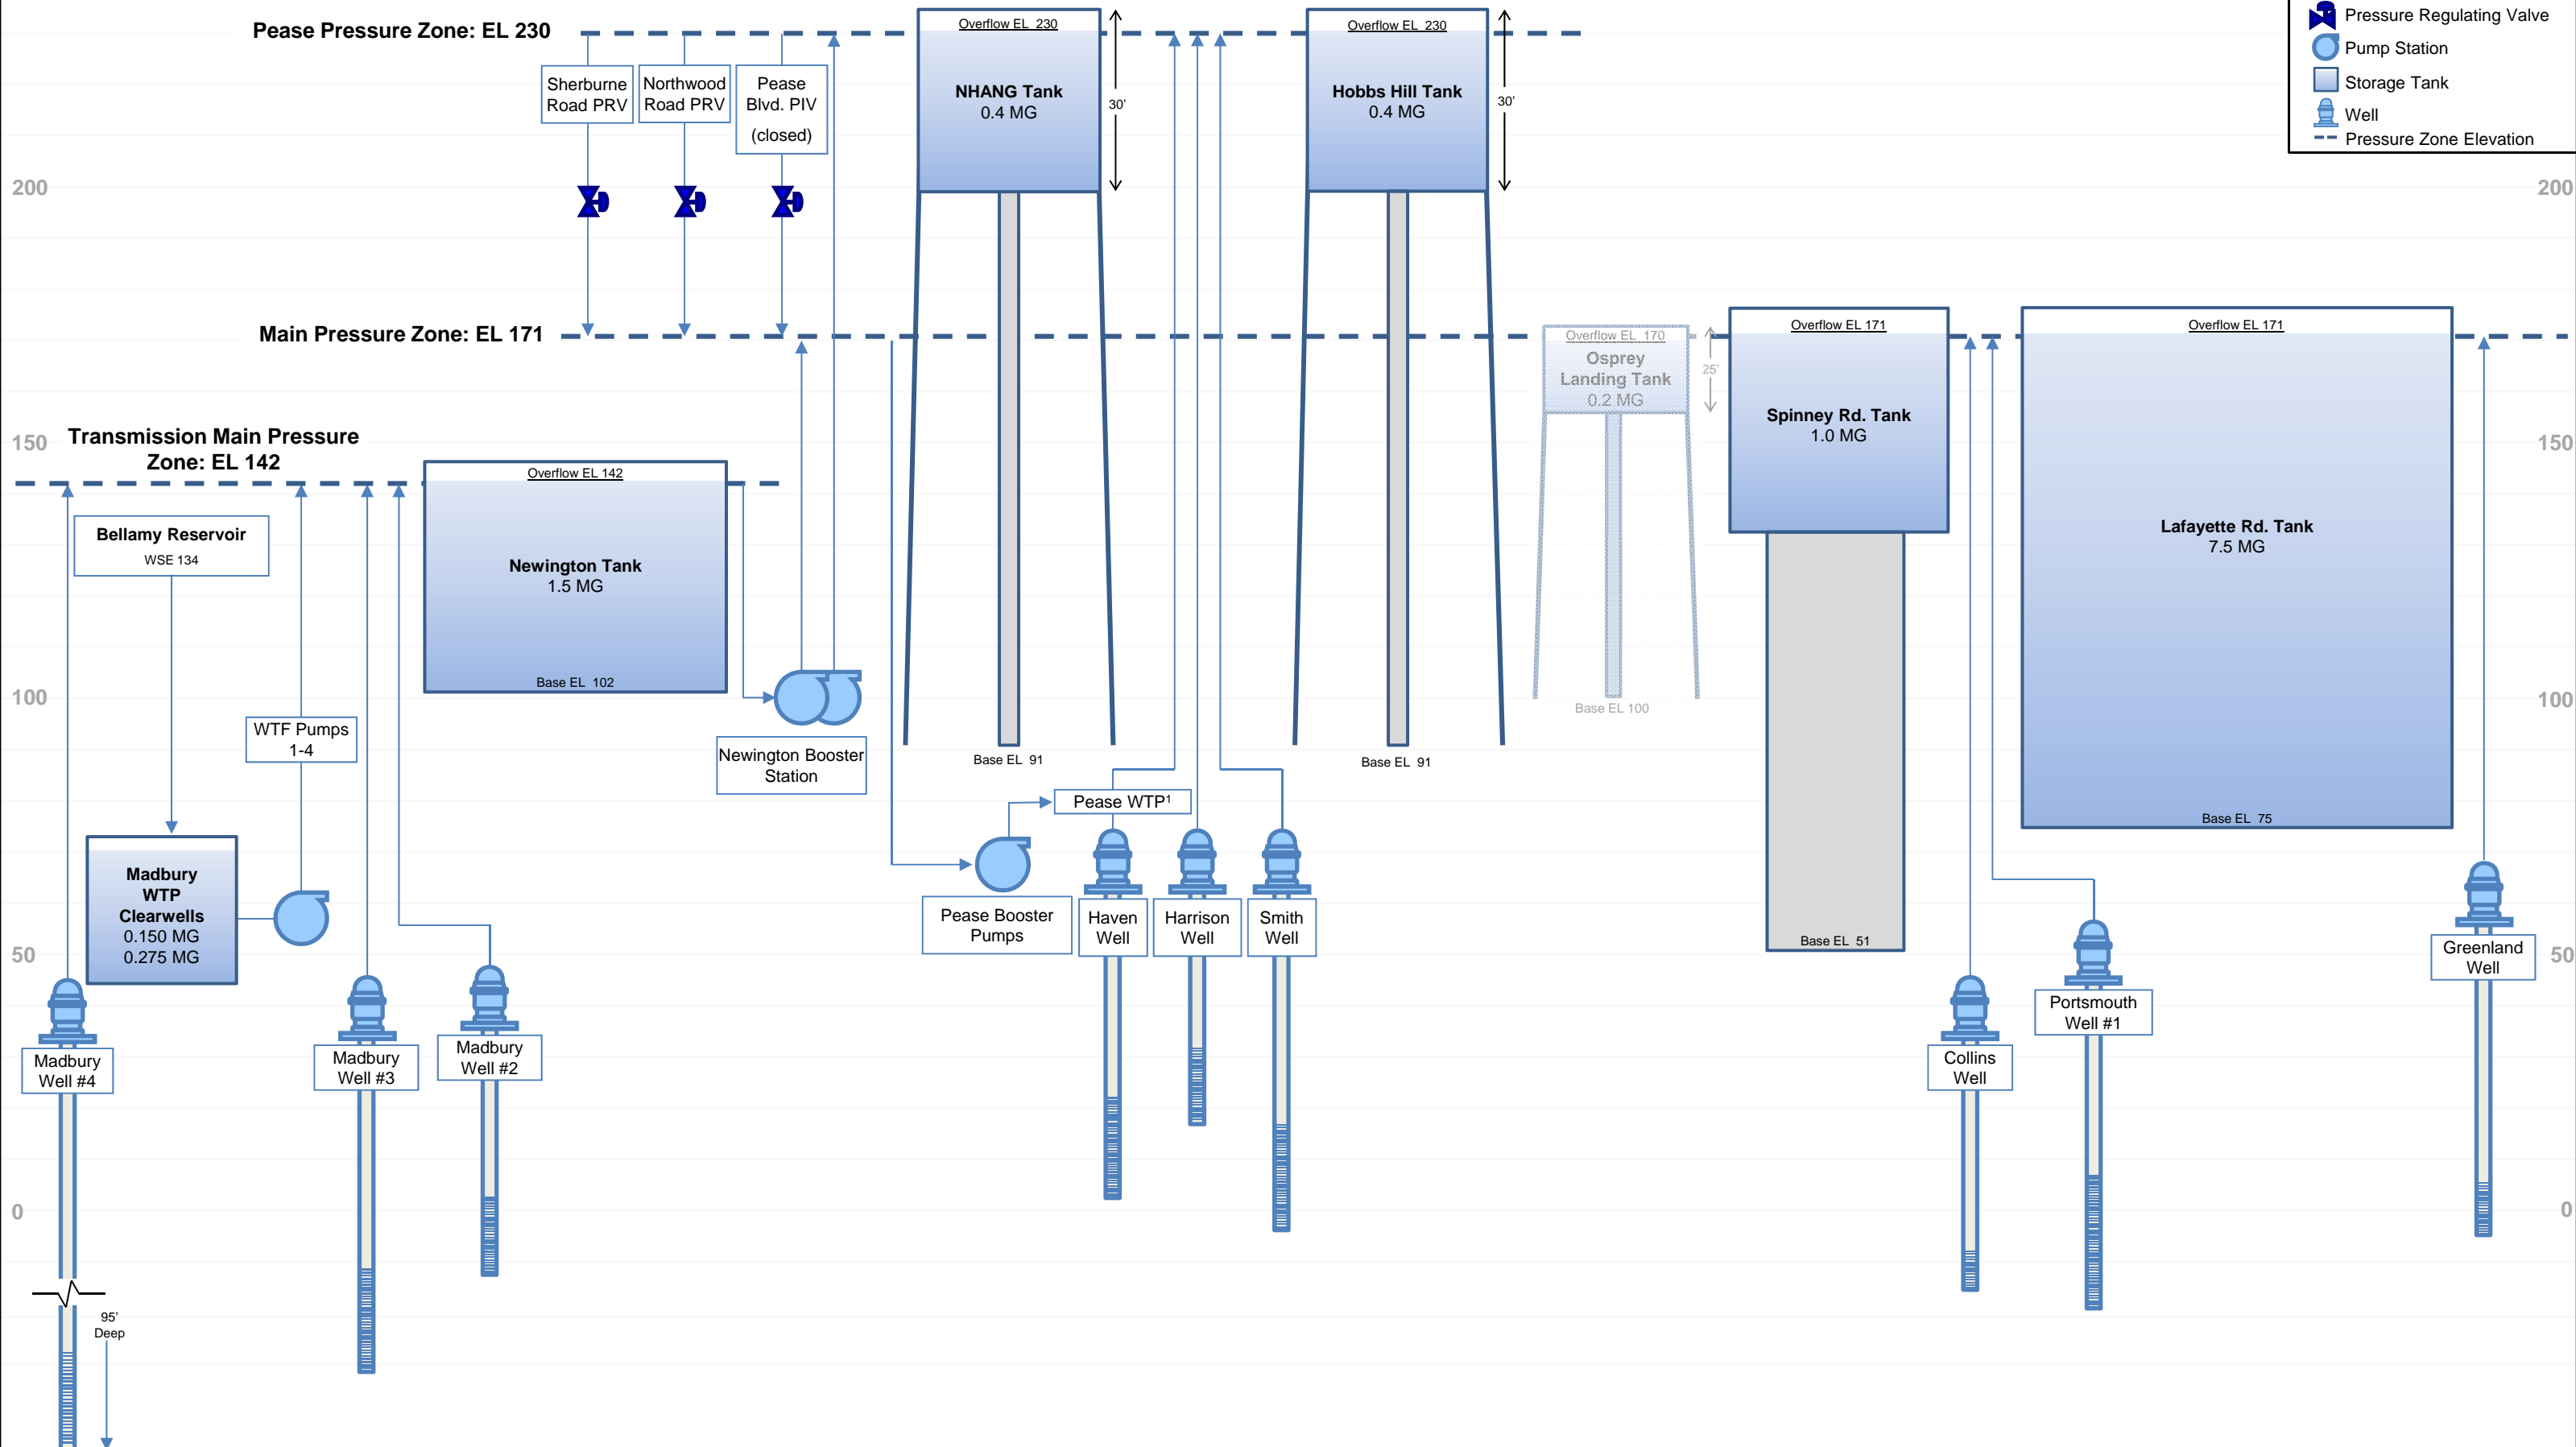 Pease Pressure Zone: EL 230
Overflow EL 230
Overflow EL 230
Pressure Regulating Valve
Pump Station
Storage Tank
Well
Pressure Zone Elevation
Sherburne
Road PRV
Northwood
Road PRV
Pease
Blvd. PIV
(closed)
NHANG Tank
0.4 MG
30’
Hobbs Hill Tank
0.4 MG
30’
200
200
Main Pressure Zone: EL 171
Overflow EL 170
Osprey
Landing Tank
0.2 MG
25’
Base EL 100
Overflow EL 171
Spinney Rd. Tank
1.0 MG
Base EL 51
Overflow EL 171
Lafayette Rd. Tank
7.5 MG
Base EL 75
150
150
Transmission Main Pressure
Zone: EL 142
Overflow EL 142
Newington Tank
1.5 MG
Base EL 102
Bellamy Reservoir
WSE 134
100
100
WTF Pumps
1-4
Newington Booster
Station
Base EL 91
Base EL 91
Pease WTP¹
Madbury
WTP
Clearwells
0.150 MG
0.275 MG
Pease Booster
Pumps
Haven
Well
Harrison
Well
Smith
Well
Greenland
Well
50
50
Portsmouth
Well #1
Collins
Well
Madbury
Well #4
Madbury
Well #3
Madbury
Well #2
0
0
95’
Deep